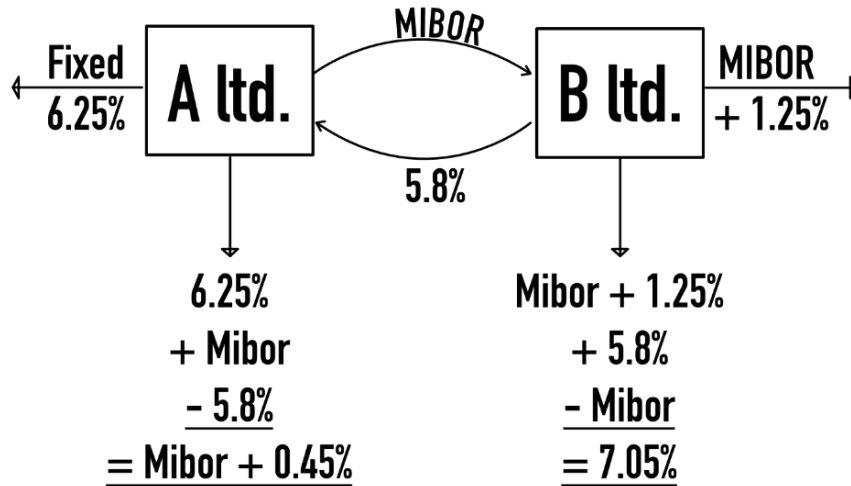 MIBOR
Fixed
6.25%
A ltd.
B ltd.
MIBOR
+ 1.25%
5.8%
6.25%
+ Mibor
- 5.8%
= Mibor + 0.45%
Mibor + 1.25%
+ 5.8%
- Mibor
= 7.05%